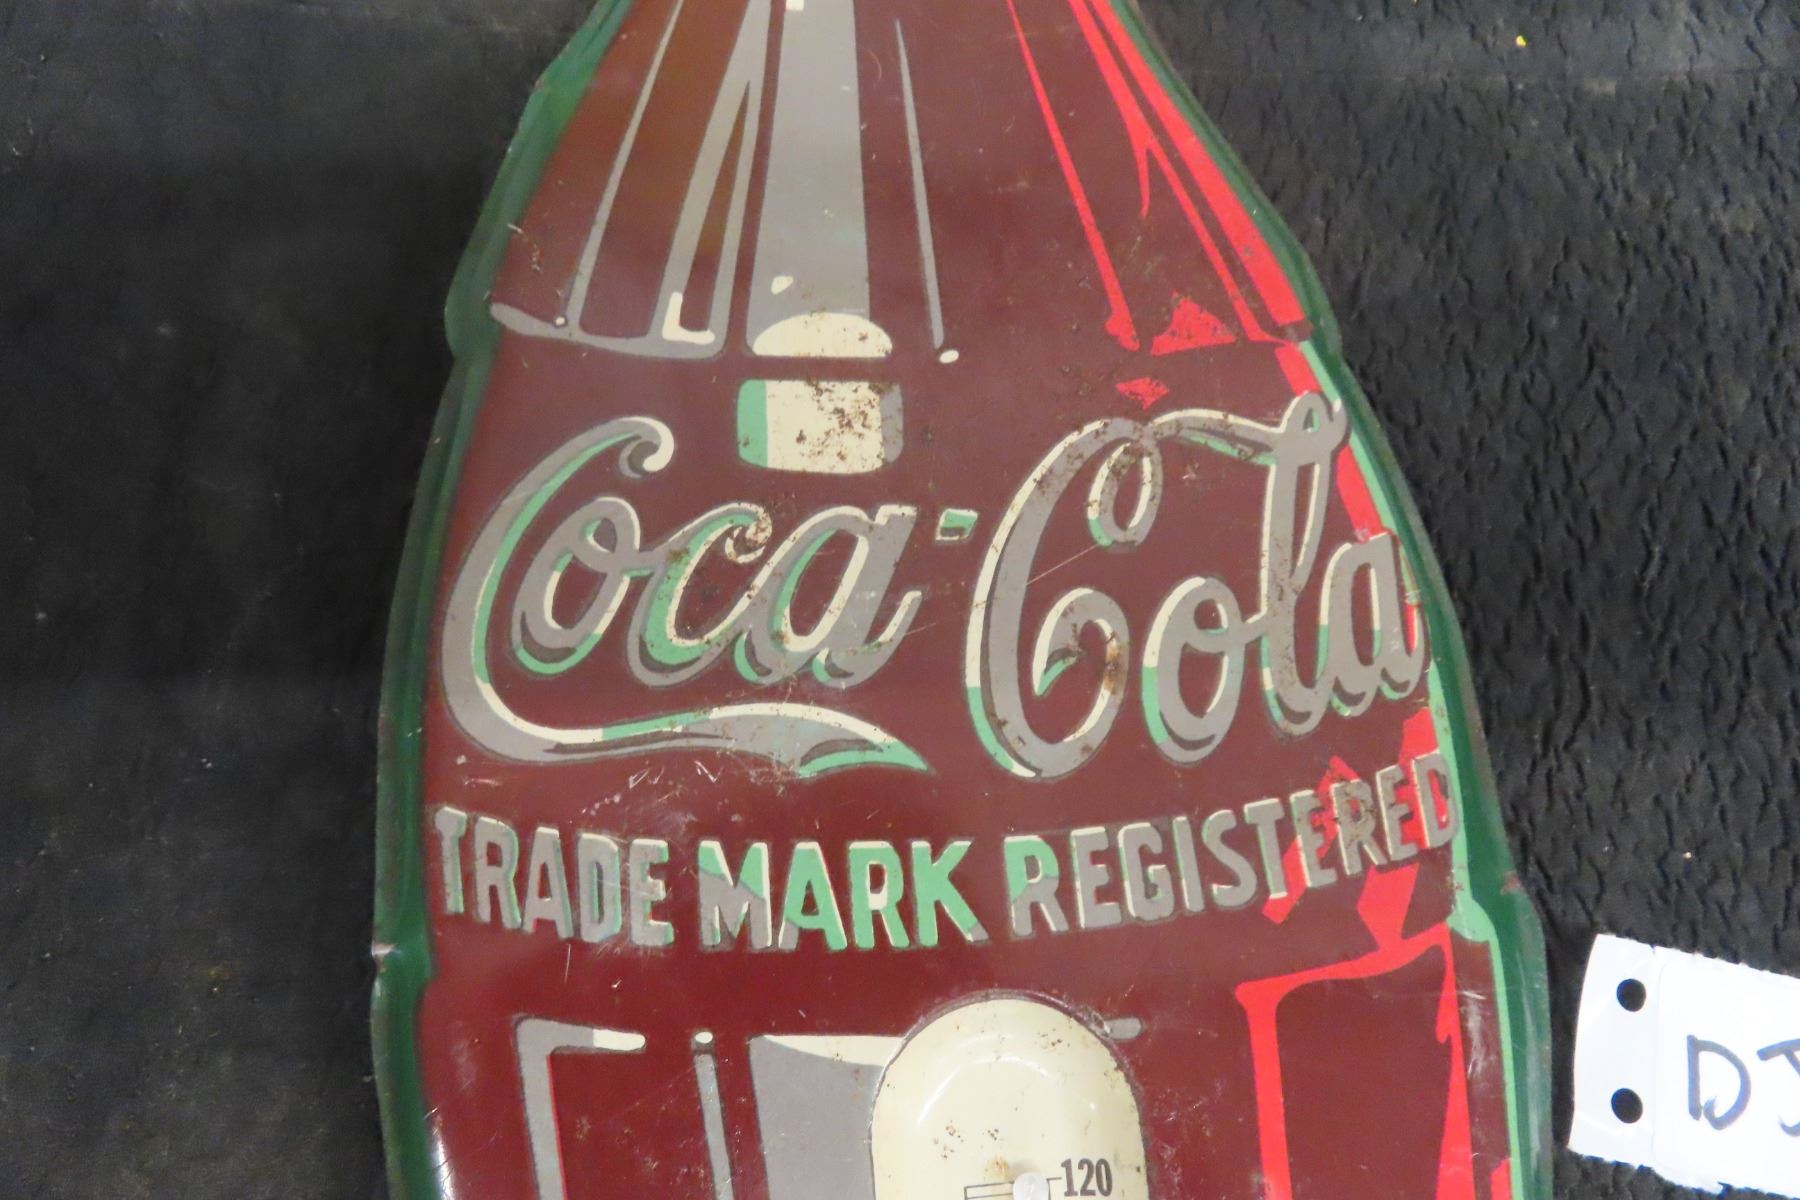 Coca-Cola
TRADE MARK REGISTERED
120
DJ